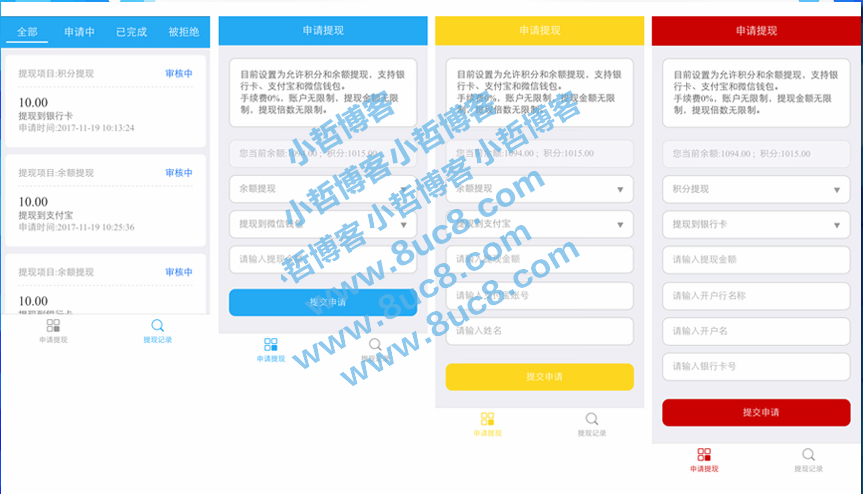 全部 申请中 已完成 被拒绝
提现项目:积分提现 审核中
10.00
提现到银行卡
申请时间:2017-11-19 10:13:24
提现项目:余额提现 审核中
10.00
提现到支付宝
申请时间:2017-11-19 10:25:36
提现项目:余额提现 审核中
10.00
提现到银行卡
申请提现 提现记录
申请提现
目前设置为允许积分和余额提现，支持银
行卡、支付宝和微信钱包。
手续费0%，账户无限制，提现金额无限
制，提现倍数无限制。
您当前余额:1094.00； 积分:1015.00
余额提现
提现到微信钱包
请输入提现金额
提交申请
申请提现 提现记录
申请提现
目前设置为允许积分和余额提现，支持银
行卡、支付宝和微信钱包。
手续费0%，账户无限制，提现金额无限
制，提现倍数无限制。
您当前余额:1094.00； 积分:1015.00
余额提现
提现到支付宝
请输入提现金额
请输入支付宝账号
请输入姓名
提交申请
申请提现 提现记录
申请提现
目前设置为允许积分和余额提现，支持银
行卡、支付宝和微信钱包。
手续费0%，账户无限制，提现金额无限
制，提现倍数无限制。
您当前余额:1094.00； 积分:1015.00
积分提现
提现到银行卡
请输入提现金额
请输入开户行名称
请输入开户名
请输入银行卡号
提交申请
申请提现 提现记录
小哲博客小哲博客
小哲博客小哲博客
小哲博客 小哲博客
www.8uc8.com
www.8uc8.com
www.8uc8.com